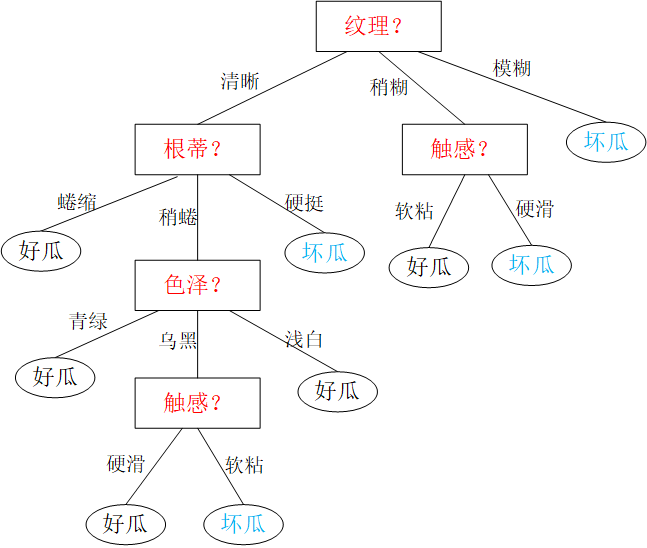 纹理？
清晰
稍糊
模糊
根蒂？
触感？
坏瓜
蜷缩
稍蜷
硬挺
软粘
硬滑
好瓜
坏瓜
好瓜
坏瓜
色泽？
青绿
乌黑
浅白
好瓜
好瓜
触感？
硬滑
软粘
好瓜
坏瓜